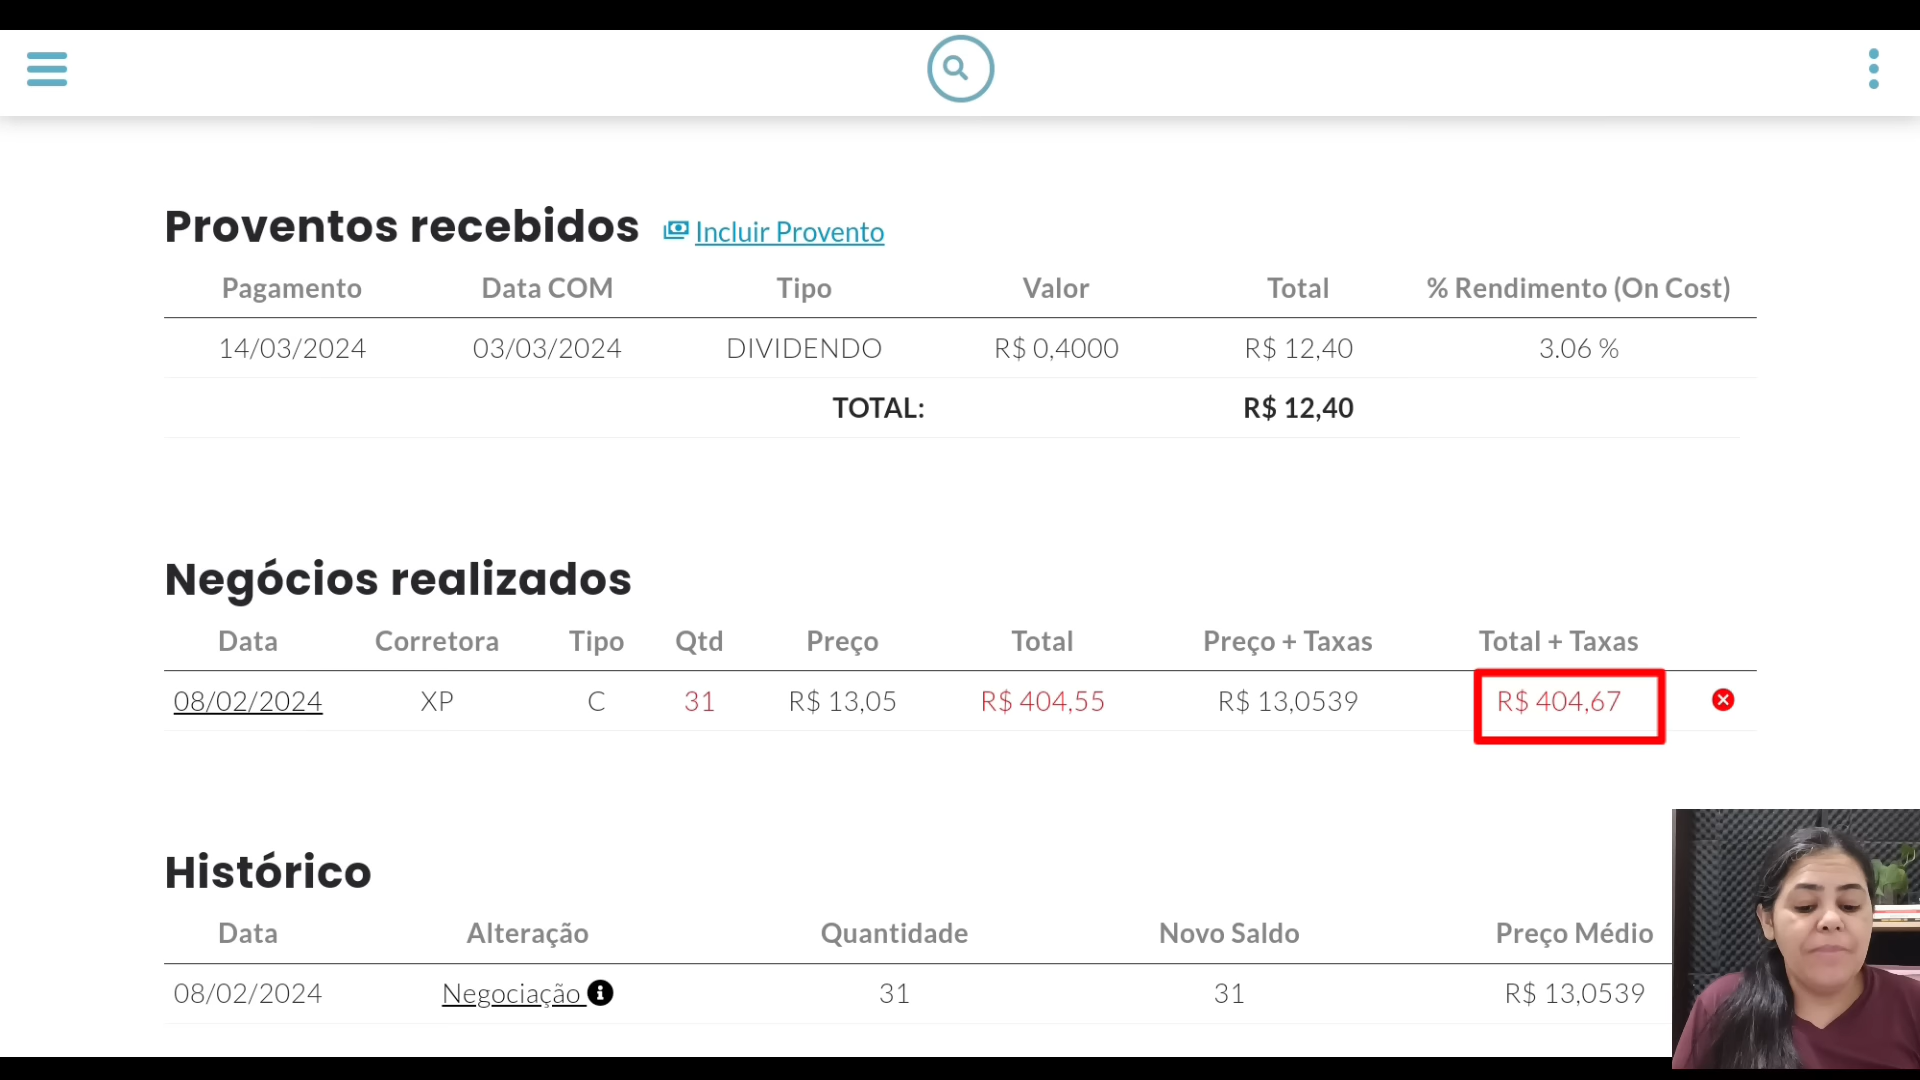 Proventos recebidos Incluir Provento
Pagamento Data COM Tipo Valor Total % Rendimento (On Cost)
14/03/2024 03/03/2024 DIVIDENDO R$ 0,4000 R$ 12,40 3.06 %
TOTAL: R$ 12,40
Negócios realizados
Data Corretora Tipo Qtd Preço Total Preço + Taxas Total + Taxas
08/02/2024 XP C 31 R$ 13,05 R$ 404,55 R$ 13,0539 R$ 404,67
Histórico
Data Alteração Quantidade Novo Saldo Preço Médio
08/02/2024 Negociação 31 31 R$ 13,0539